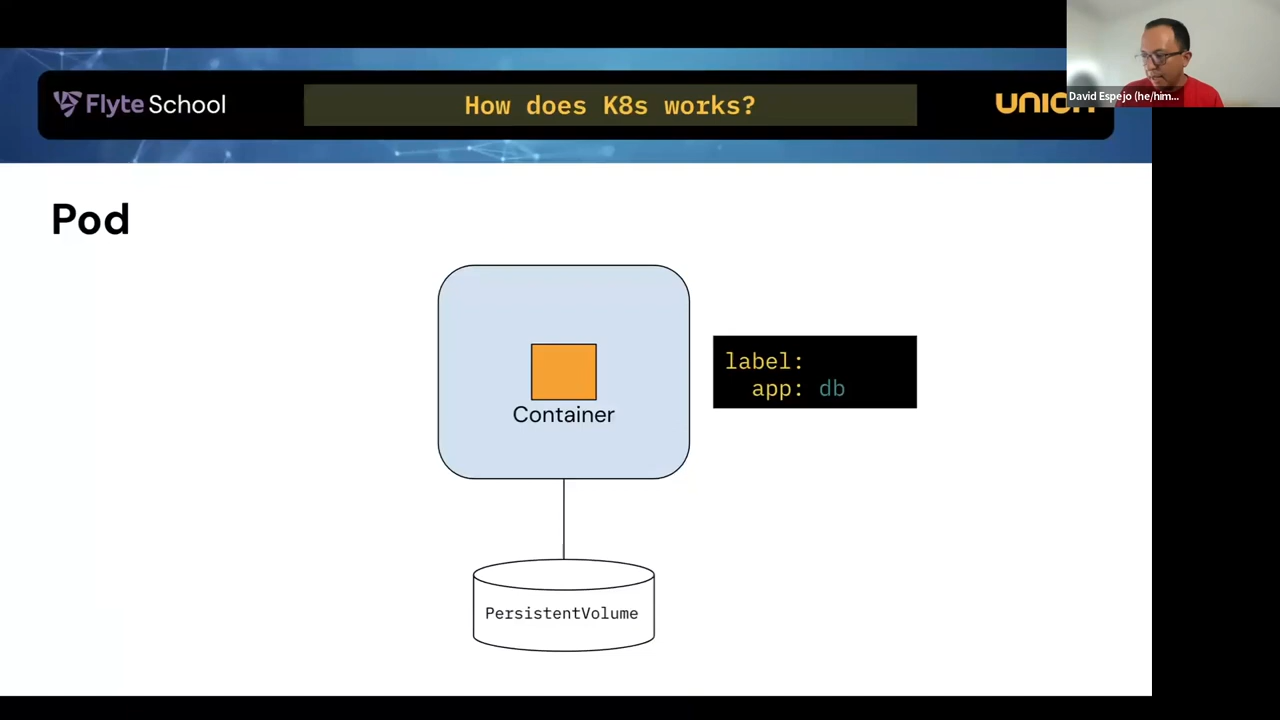 Flyte School
How does K8s works?
UNION
David Espejo (he/him...
Pod
label:
app: db
Container
PersistentVolume